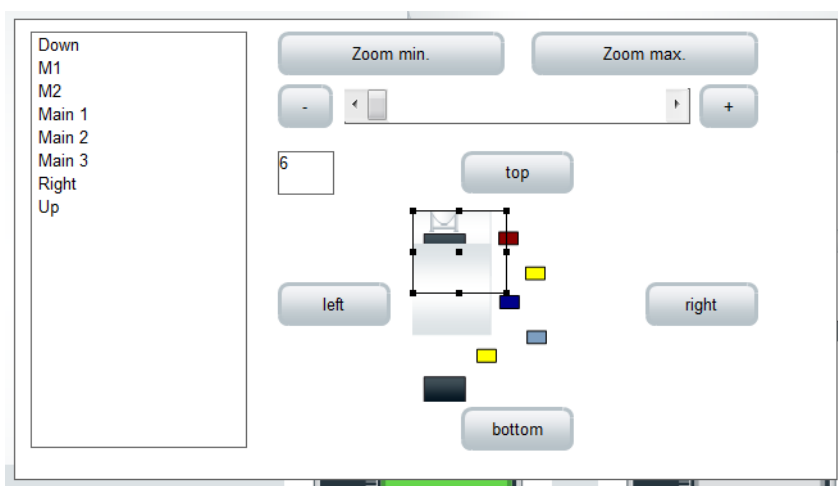 Down
M1
M2
Main 1
Main 2
Main 3
Right
Up
Zoom min.
Zoom max.
-
+
6
top
left
right
bottom